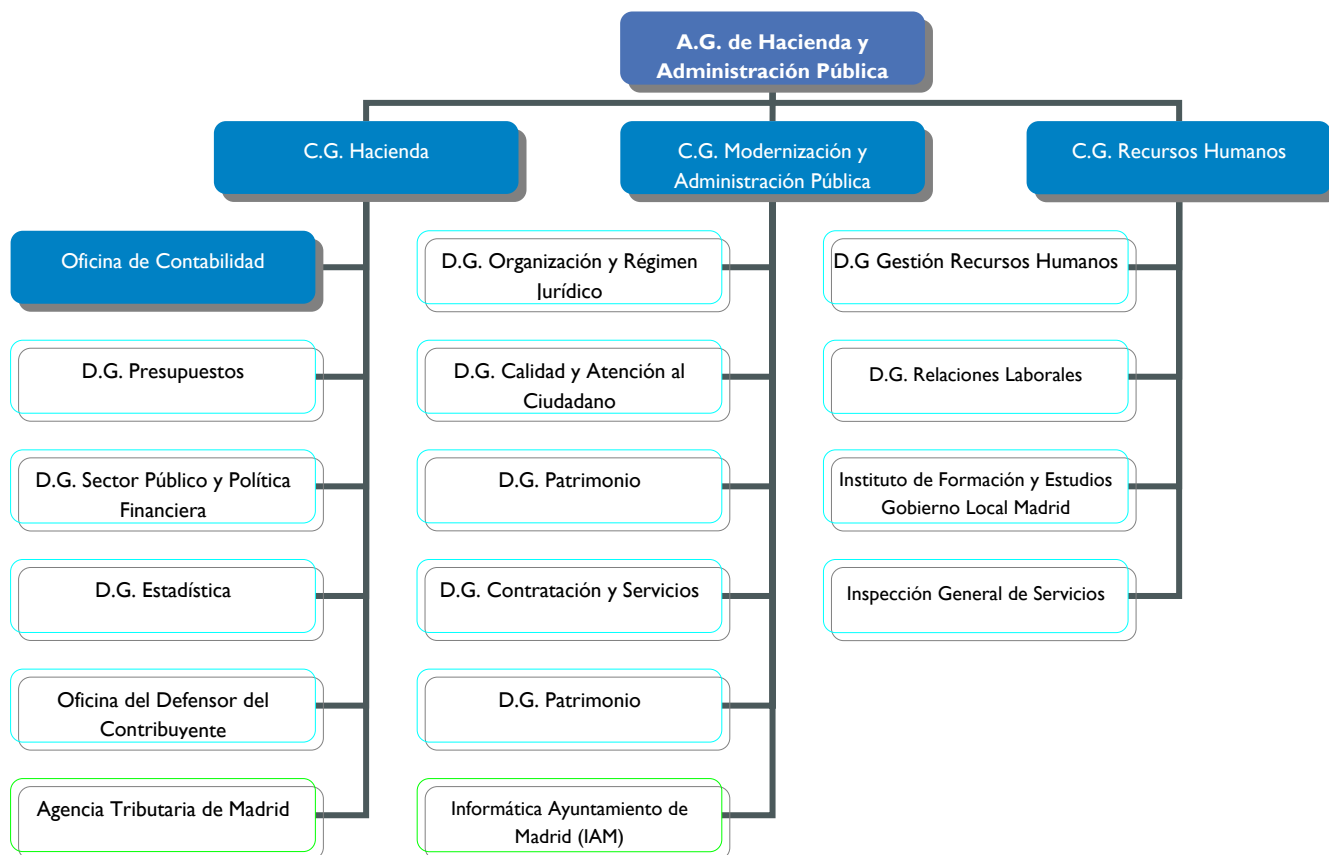 A.G. de Hacienda y
Administración Pública
C.G. Hacienda
C.G. Modernización y
Administración Pública
C.G. Recursos Humanos
Oficina de Contabilidad
D.G. Organización y Régimen
Jurídico
D.G Gestión Recursos Humanos
D.G. Presupuestos
D.G. Calidad y Atención al
Ciudadano
D.G. Relaciones Laborales
D.G. Sector Público y Política
Financiera
D.G. Patrimonio
Instituto de Formación y Estudios
Gobierno Local Madrid
D.G. Estadística
D.G. Contratación y Servicios
Inspección General de Servicios
Oficina del Defensor del
Contribuyente
D.G. Patrimonio
Agencia Tributaria de Madrid
Informática Ayuntamiento de
Madrid (IAM)